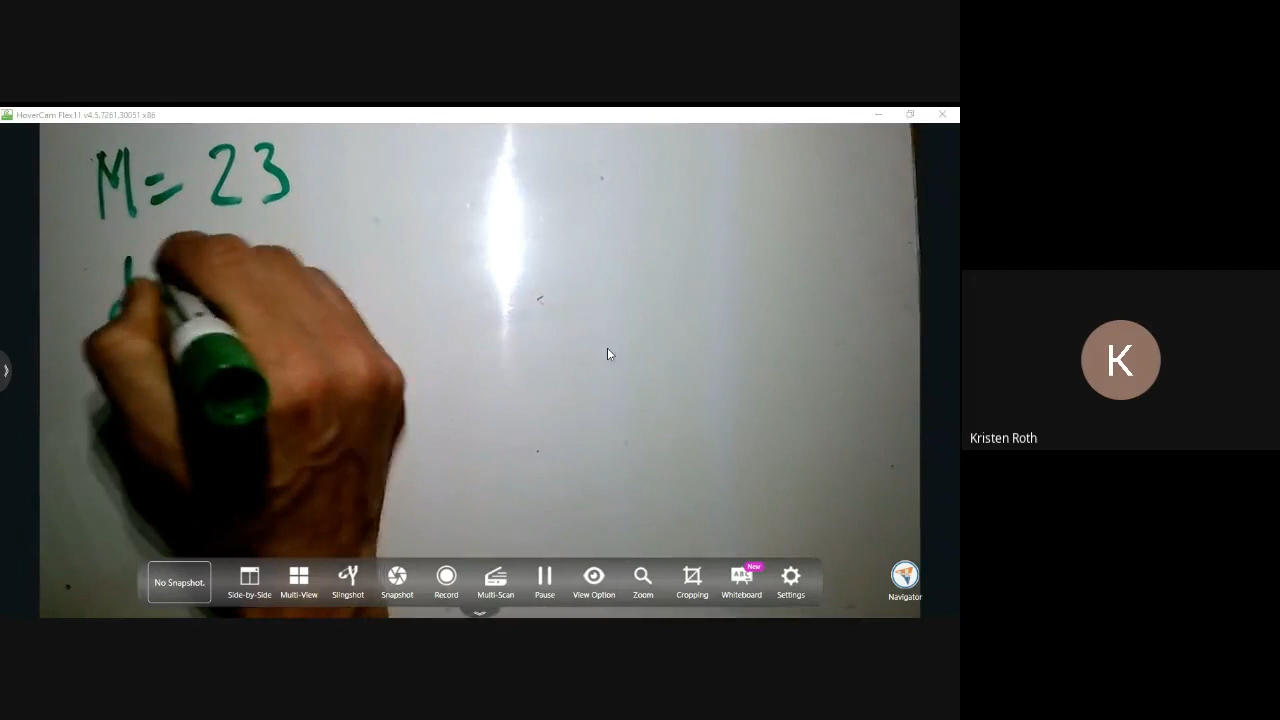 HoverCam Flex11 v4.5.7261.30051 x86
M = 23
No Snapshot.
Side-by-Side
Multi-View
Slingshot
Snapshot
Record
Multi-Scan
Pause
View Option
Zoom
Cropping
New
ABC
Whiteboard
Settings
Navigator
K
Kristen Roth